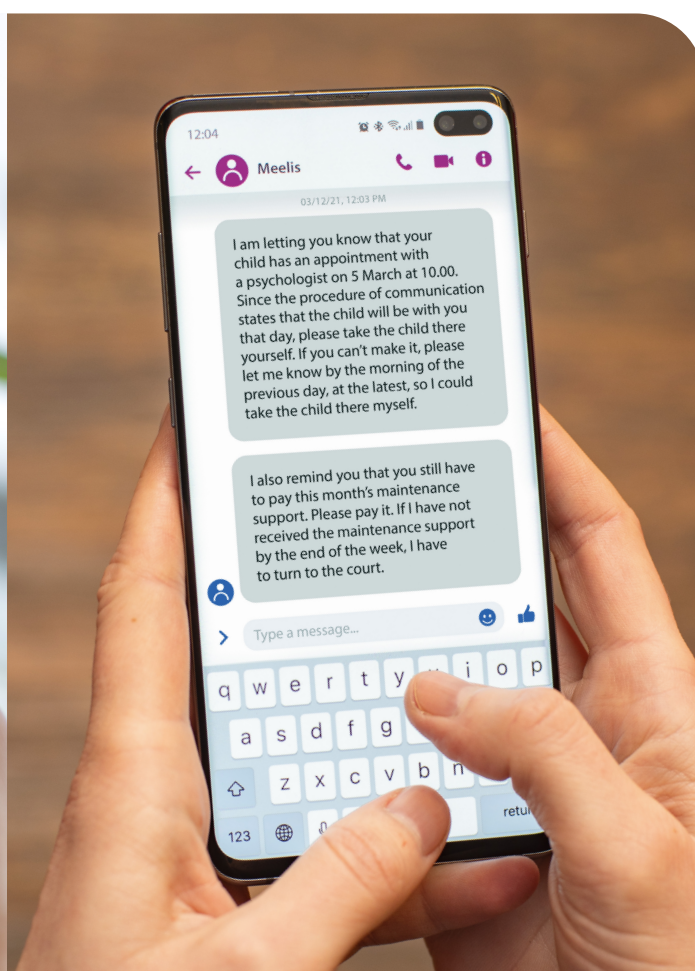 12:04
Meelis
03/12/21, 12:03 PM
I am letting you know that your
child has an appointment with
a psychologist on 5 March at 10.00.
Since the procedure of communication
states that the child will be with you
that day, please take the child there
yourself. If you can't make it, please
let me know by the morning of the
previous day, at the latest, so I could
take the child there myself.
I also remind you that you still have
to pay this month's maintenance
support. Please pay it. If I have not
received the maintenance support
by the end of the week, I have
to turn to the court.
Type a message...
q w e r t y i o p
a s d f g
z x c v b n
123